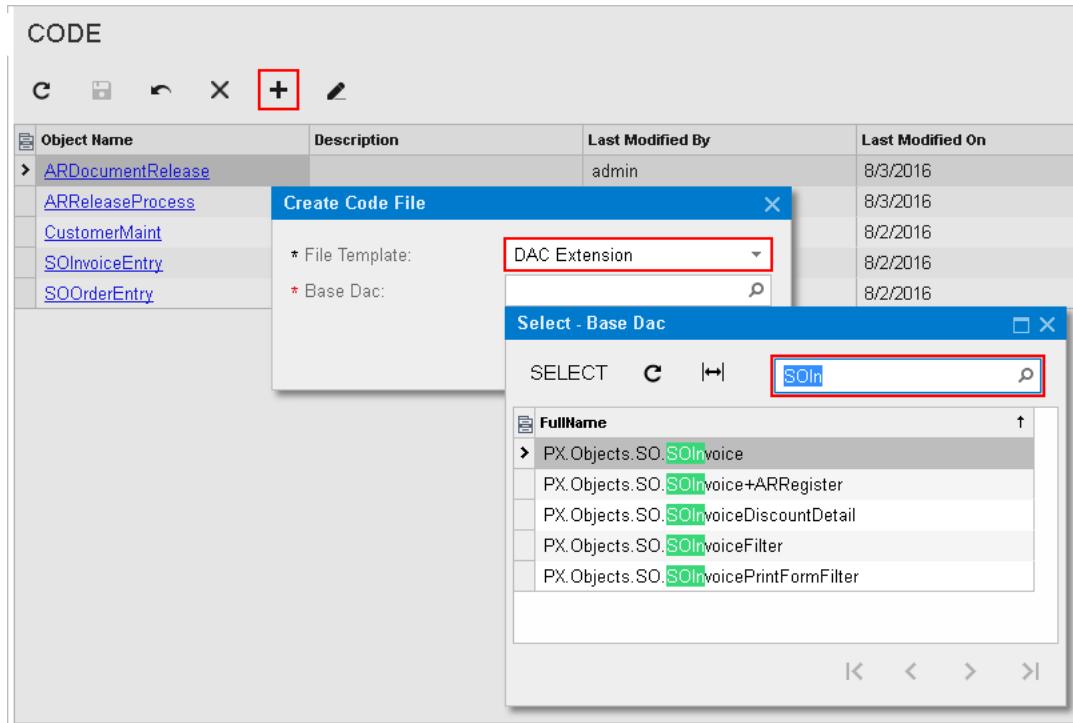 CODE
Object Name Description Last Modified By Last Modified On
ARDocumentRelease admin 8/3/2016
ARReleaseProcess 8/3/2016
CustomerMaint 8/2/2016
SOInvoiceEntry 8/2/2016
SOOrderEntry 8/2/2016
Create Code File
* File Template: DAC Extension
* Base Dac:
Select - Base Dac
SELECT SOIn
FullName
PX.Objects.SO.SOInvoice
PX.Objects.SO.SOInvoice+ARRegister
PX.Objects.SO.SOInvoiceDiscountDetail
PX.Objects.SO.SOInvoiceFilter
PX.Objects.SO.SOInvoicePrintFormFilter